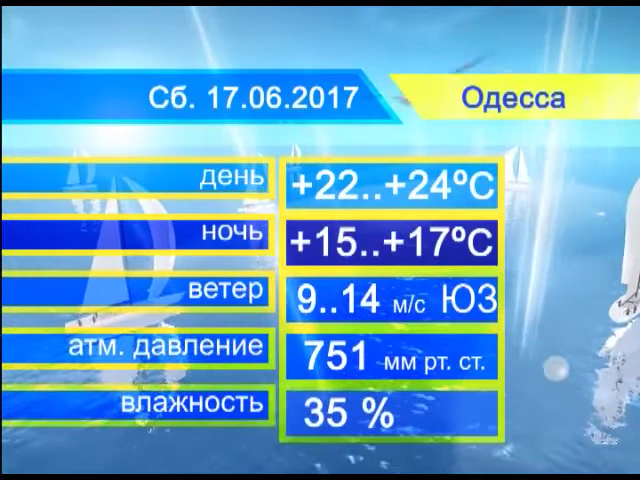 Сб. 17.06.2017
Одесса
день +22..+24ºC
ночь +15..+17ºC
ветер 9..14 м/с ЮЗ
атм. давление 751 мм рт. ст.
влажность 35 %